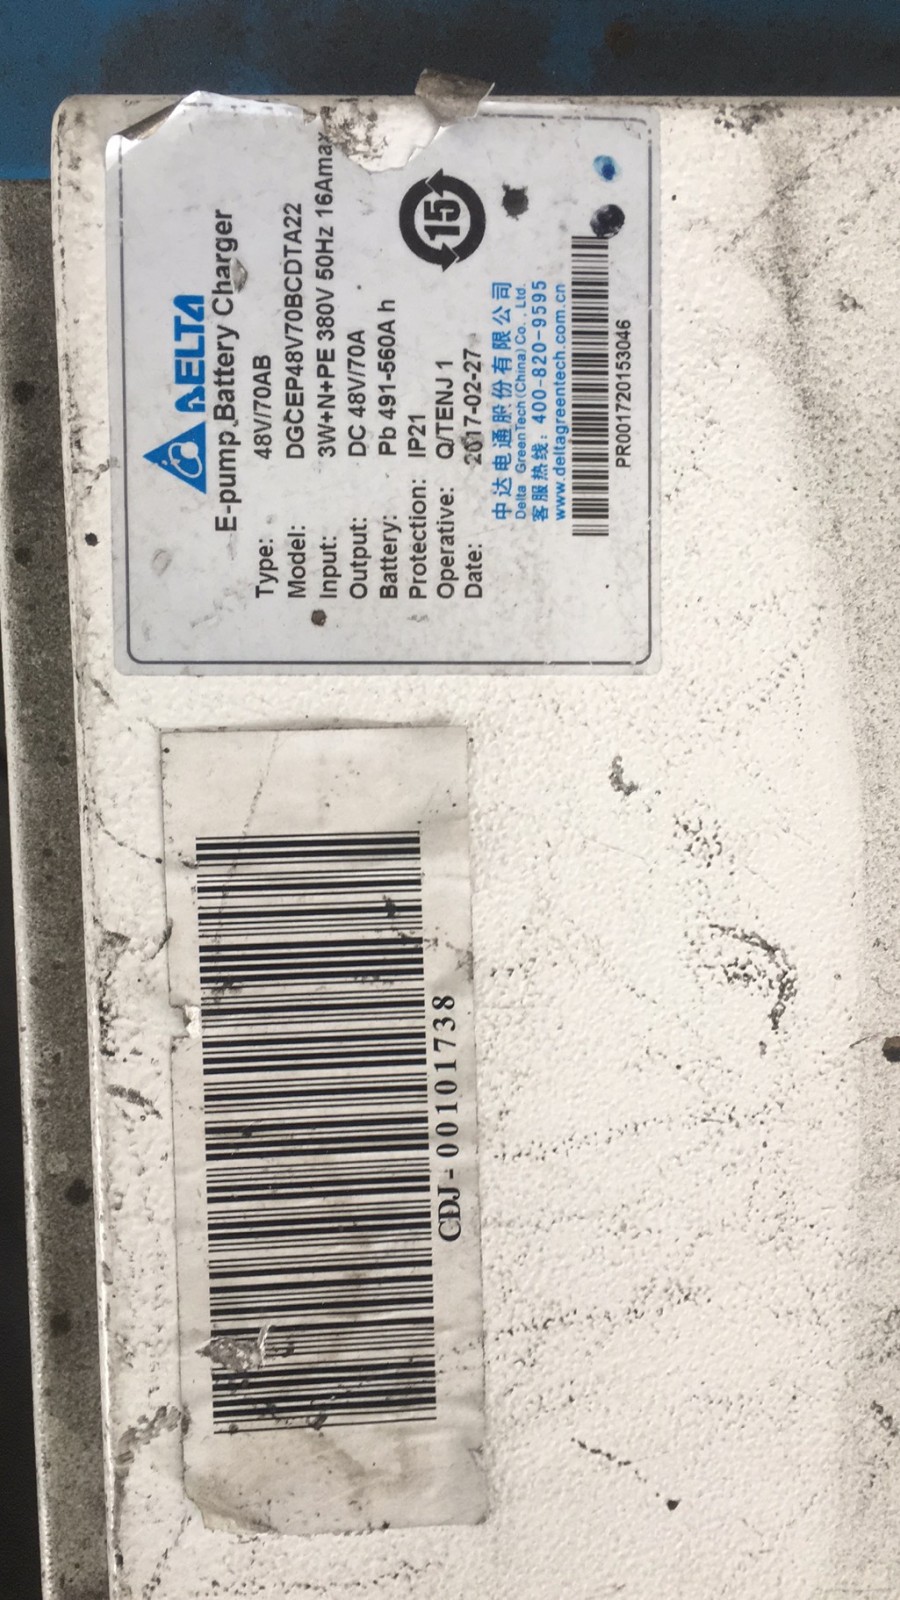 DELTA
E-pump Battery Charger
Type: 48V/70AB
Model: DGCEP48V70BCDTA22
Input: 3W+N+PE 380V 50Hz 16Amax
Output: DC 48V/70A
Battery: Pb 491-560A h
Protection: IP21
Operative: Q/TENJ 1
Date: 2017-02-27
15
中达电通股份有限公司
Delta GreenTech(China) Co.,Ltd.
客服热线: 400-820-9595
www.deltagreentech.com.cn
PR001720153046
CDJ-00101738